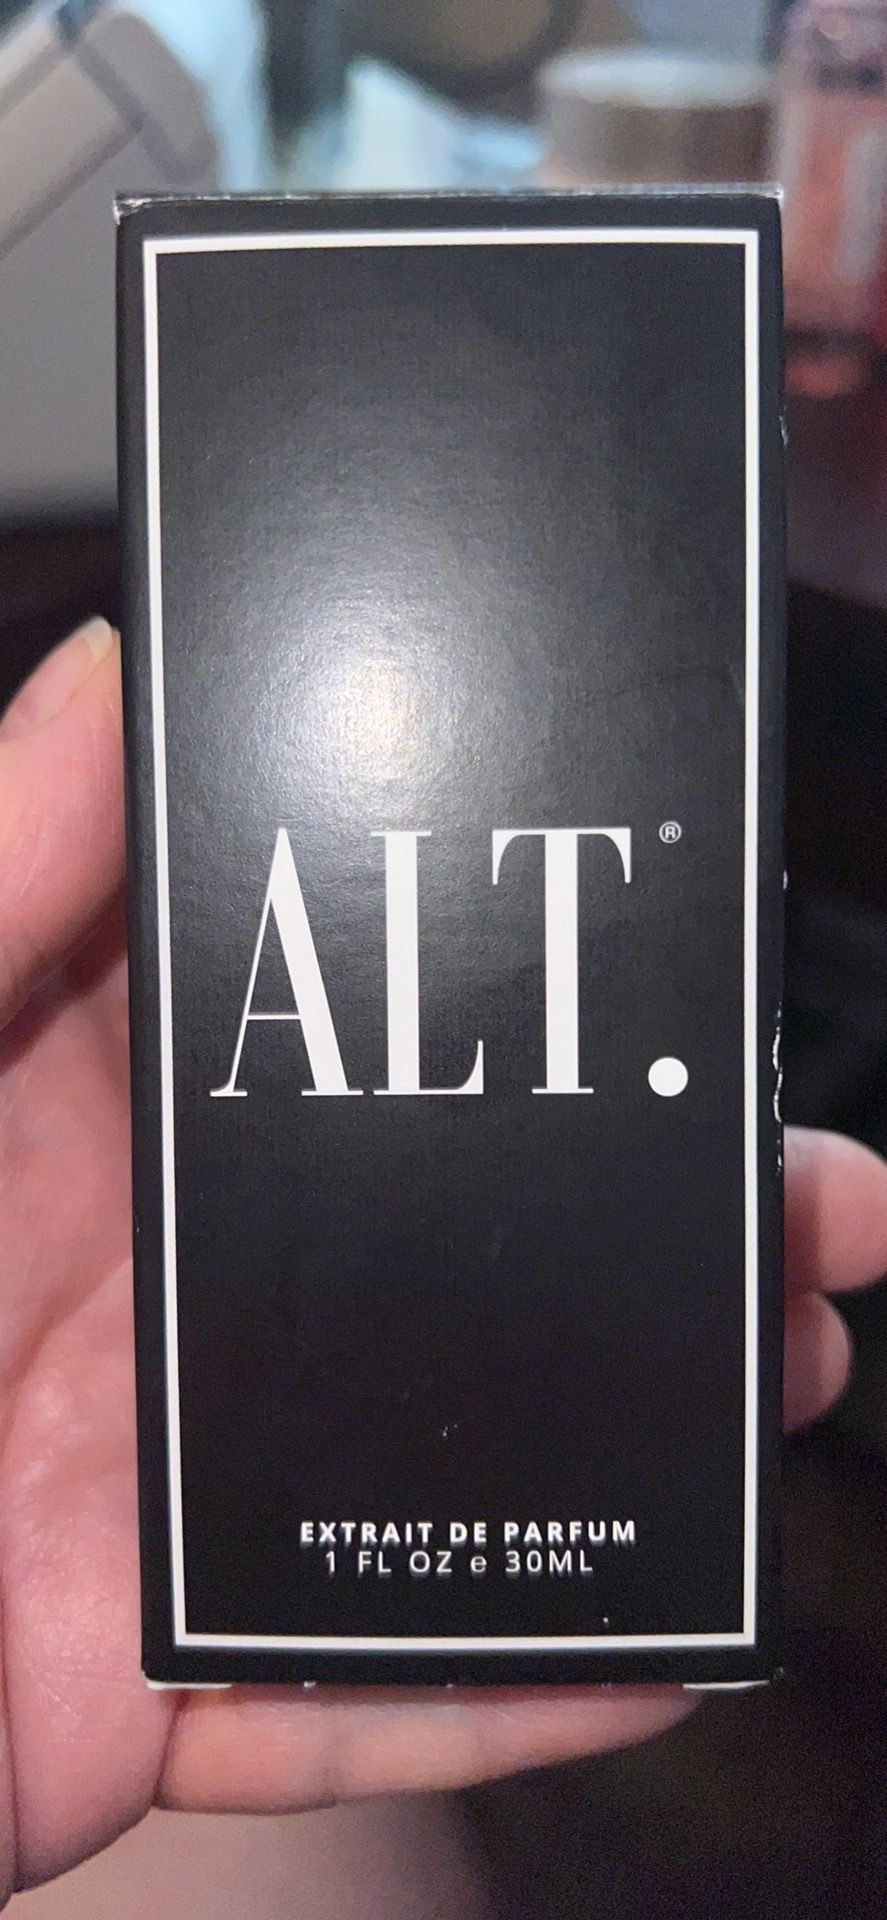 ALT.®
EXTRAIT DE PARFUM
1 FL OZ e 30ML